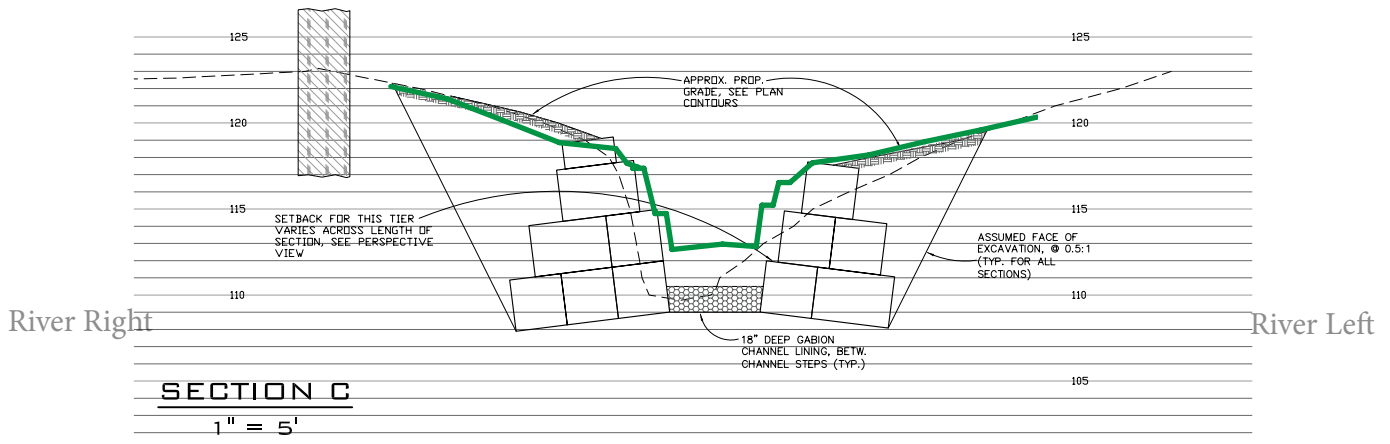 125
125
APPROX. PROP.
GRADE, SEE PLAN
CONTOURS
120
120
115
115
SETBACK FOR THIS TIER
VARIES ACROSS LENGTH OF
SECTION, SEE PERSPECTIVE
VIEW
ASSUMED FACE OF
EXCAVATION, @ 0.5:1
(TYP. FOR ALL
SECTIONS)
110
110
River Right
River Left
18" DEEP GABION
CHANNEL LINING, BETW.
CHANNEL STEPS (TYP.)
105
SECTION C
1" = 5'